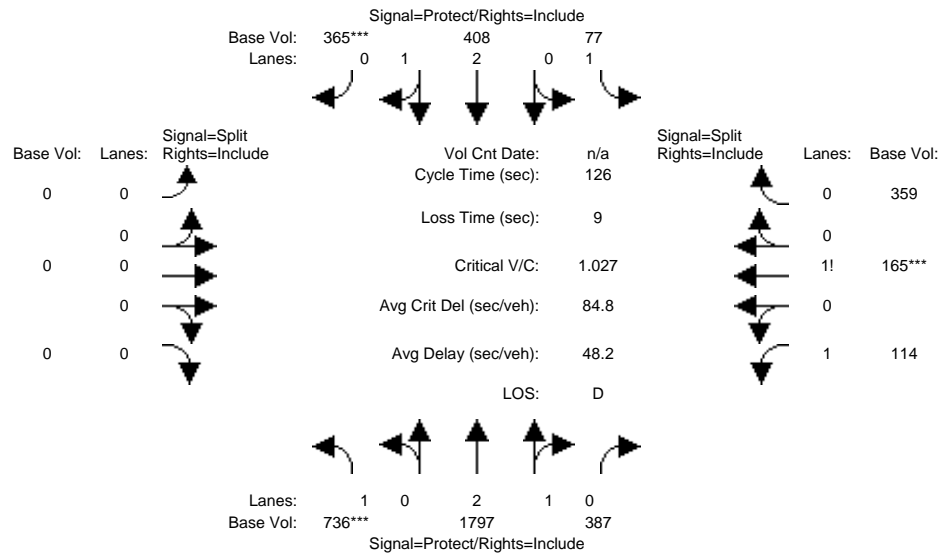 Signal=Protect/Rights=Include
Base Vol: 365*** 408 77
Lanes: 0 1 2 0 1
Signal=Split
Base Vol: Lanes: Rights=Include
Vol Cnt Date: n/a
Signal=Split
Rights=Include Lanes: Base Vol:
Cycle Time (sec): 126
0 0
0 359
Loss Time (sec): 9
0
0
0 0
Critical V/C: 1.027
1! 165***
0
Avg Crit Del (sec/veh): 84.8
0
0 0
Avg Delay (sec/veh): 48.2
1 114
LOS: D
Lanes: 1 0 2 1 0
Base Vol: 736*** 1797 387
Signal=Protect/Rights=Include